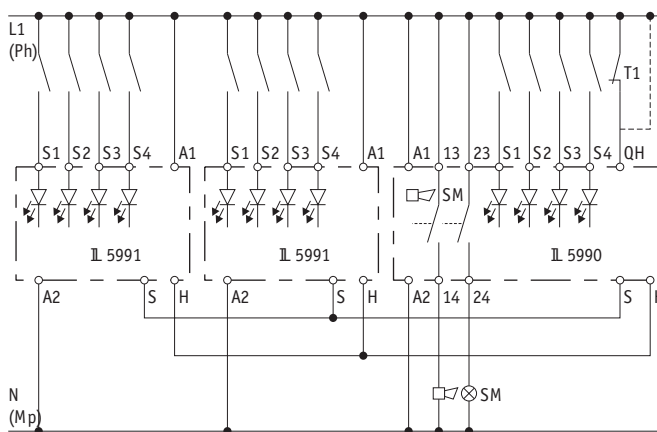 L1
(Ph)
T1
S1 S2 S3 S4 A1 S1 S2 S3 S4 A1 A1 13 23 S1 S2 S3 S4 QH
SM
IL 5991 IL 5991 IL 5990
A2 S H A2 S H A2 14 24 S
N
(Mp)
SM